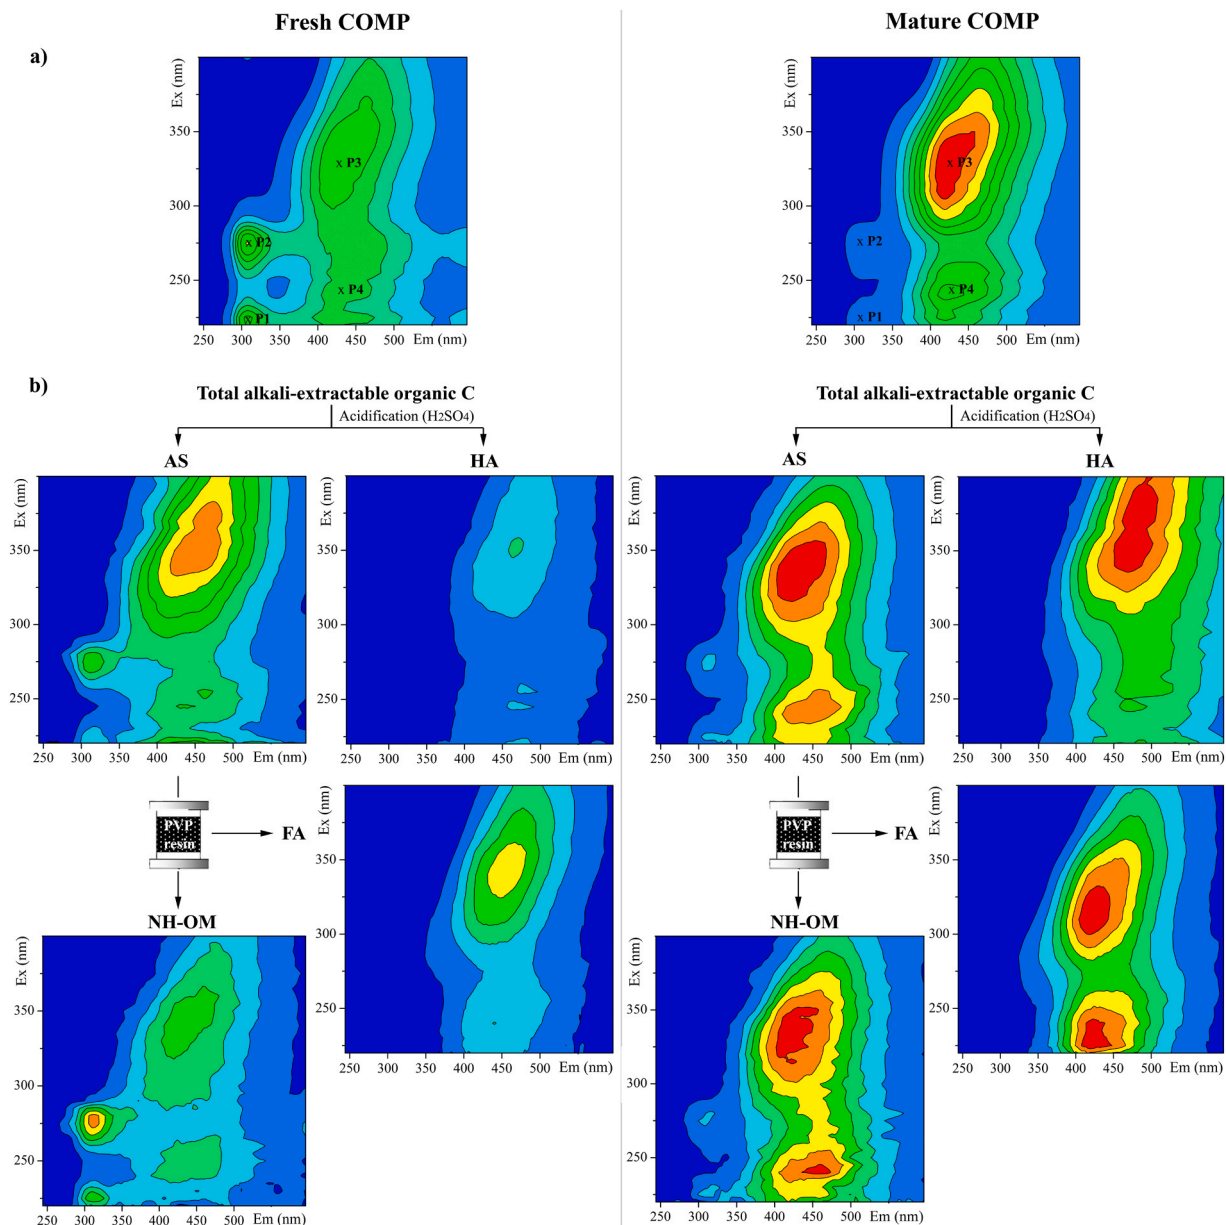 Fresh COMP
Mature COMP
a)
Ex (nm)
350
300
250
x P3
x P2
x P4
x P1
250 300 350 400 450 500 Em (nm)
Ex (nm)
350
300
250
x P3
x P2
x P4
x P1
250 300 350 400 450 500 Em (nm)
b)
Total alkali-extractable organic C
Acidification (H2SO4)
AS
HA
Ex (nm)
350
300
250
250 300 350 400 450 500 Em (nm)
Ex (nm)
350
300
250
250 300 350 400 450 500 Em (nm)
PVP
resin
FA
Ex (nm)
350
300
250
250 300 350 400 450 500 Em (nm)
NH-OM
Ex (nm)
350
300
250
250 300 350 400 450 500 Em (nm)
Total alkali-extractable organic C
Acidification (H2SO4)
AS
HA
Ex (nm)
350
300
250
250 300 350 400 450 500 Em (nm)
Ex (nm)
350
300
250
250 300 350 400 450 500 Em (nm)
PVP
resin
FA
Ex (nm)
350
300
250
250 300 350 400 450 500 Em (nm)
NH-OM
Ex (nm)
350
300
250
250 300 350 400 450 500 Em (nm)